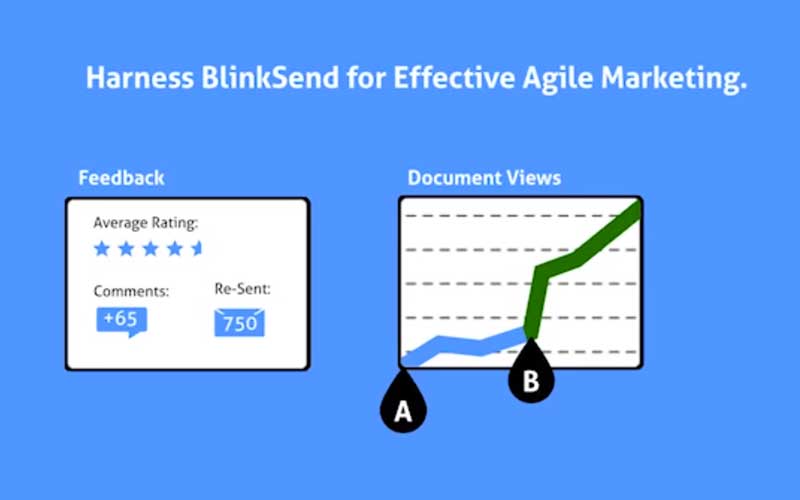 Harness BlinkSend for Effective Agile Marketing.
Feedback
Average Rating:
Comments:
+65
Re-Sent:
750
Document Views
A
B